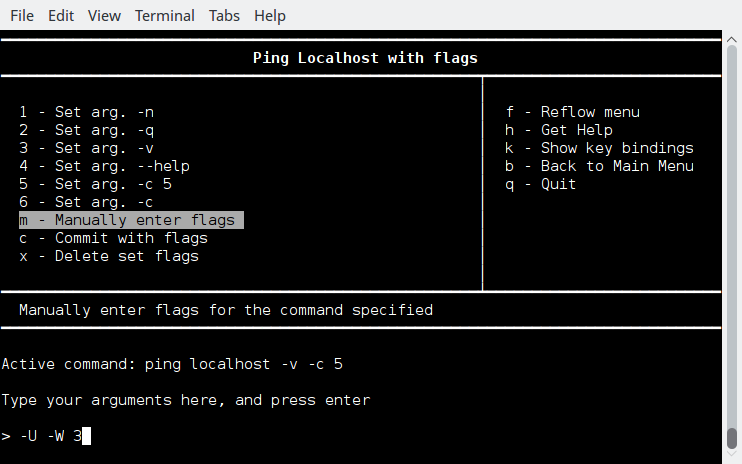 File Edit View Terminal Tabs Help
Ping Localhost with flags
1 - Set arg. -n
2 - Set arg. -q
3 - Set arg. -v
4 - Set arg. --help
5 - Set arg. -c 5
6 - Set arg. -c
m - Manually enter flags
c - Commit with flags
x - Delete set flags
f - Reflow menu
h - Get Help
k - Show key bindings
b - Back to Main Menu
q - Quit
Manually enter flags for the command specified
Active command: ping localhost -v -c 5
Type your arguments here, and press enter
> -U -W 3